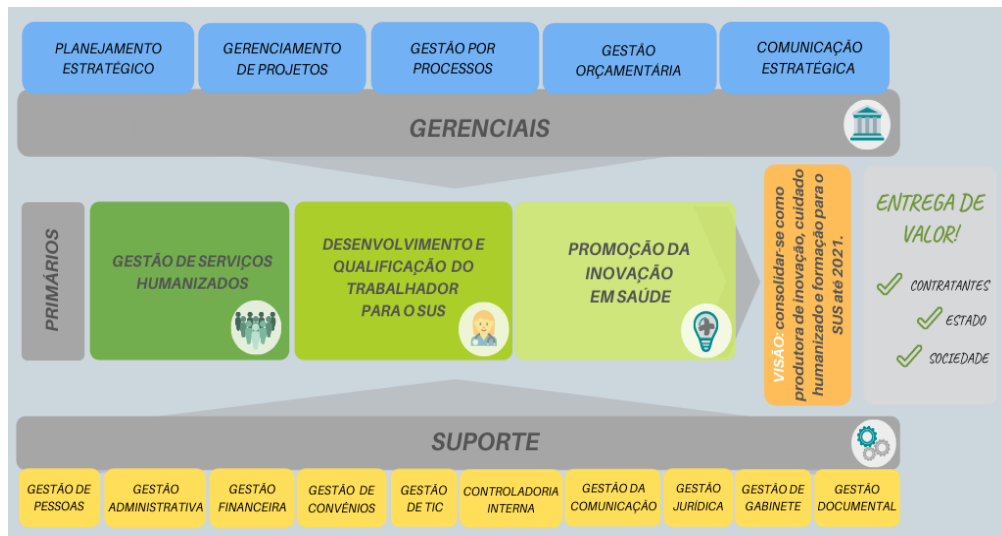 PLANEJAMENTO
ESTRATÉGICO
GERENCIAMENTO
DE PROJETOS
GESTÃO POR
PROCESSOS
GESTÃO
ORÇAMENTÁRIA
COMUNICAÇÃO
ESTRATÉGICA
GERENCIAIS
PRIMÁRIOS
GESTÃO DE SERVIÇOS
HUMANIZADOS
DESENVOLVIMENTO E
QUALIFICAÇÃO DO
TRABALHADOR
PARA O SUS
PROMOÇÃO DA
INOVAÇÃO
EM SAÚDE
VISÃO: consolidar-se como
produtora de inovação, cuidado
humanizado e formação para o
SUS até 2021.
ENTREGA DE
VALOR!
CONTRATANTES
ESTADO
SOCIEDADE
SUPORTE
GESTÃO DE
PESSOAS
GESTÃO
ADMINISTRATIVA
GESTÃO
FINANCEIRA
GESTÃO DE
CONVÊNIOS
GESTÃO
DE TIC
CONTROLADORIA
INTERNA
GESTÃO DA
COMUNICAÇÃO
GESTÃO
JURÍDICA
GESTÃO DE
GABINETE
GESTÃO
DOCUMENTAL